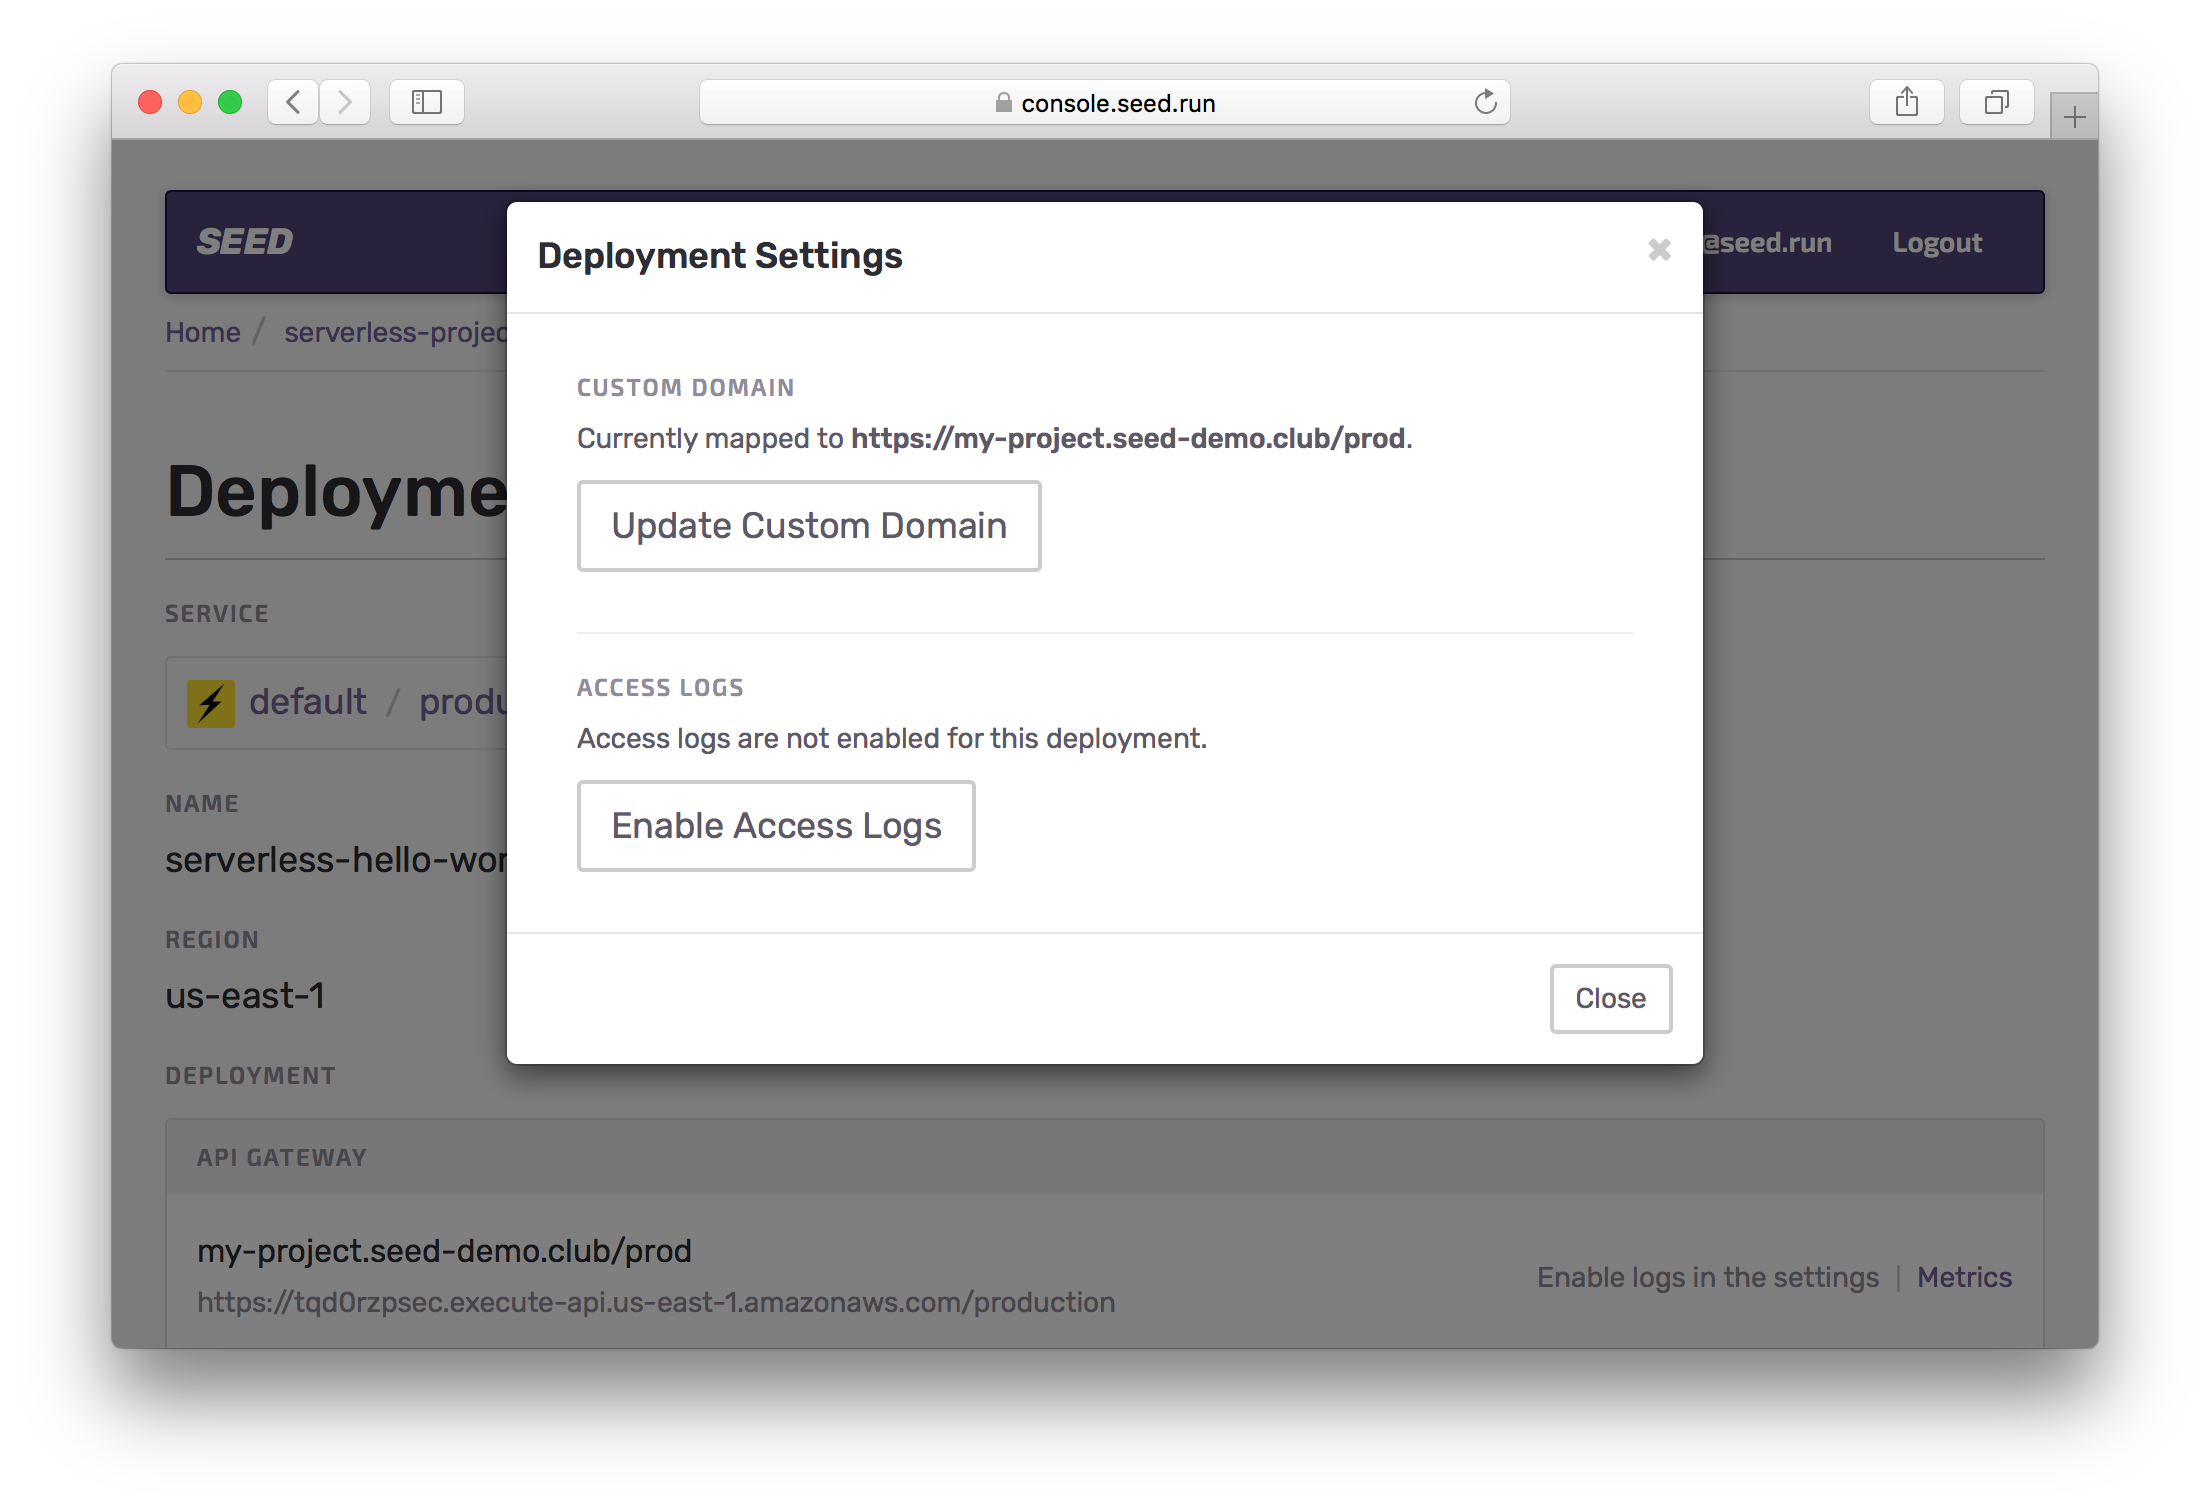 console.seed.run
SEED
@seed.run
Logout
Home / serverless-projec
Deployment Settings
CUSTOM DOMAIN
Currently mapped to https://my-project.seed-demo.club/prod.
Update Custom Domain
ACCESS LOGS
Access logs are not enabled for this deployment.
Enable Access Logs
Close
Deployme
SERVICE
default / produ
NAME
serverless-hello-wor
REGION
us-east-1
DEPLOYMENT
API GATEWAY
my-project.seed-demo.club/prod
https://tqd0rzpsec.execute-api.us-east-1.amazonaws.com/production
Enable logs in the settings | Metrics